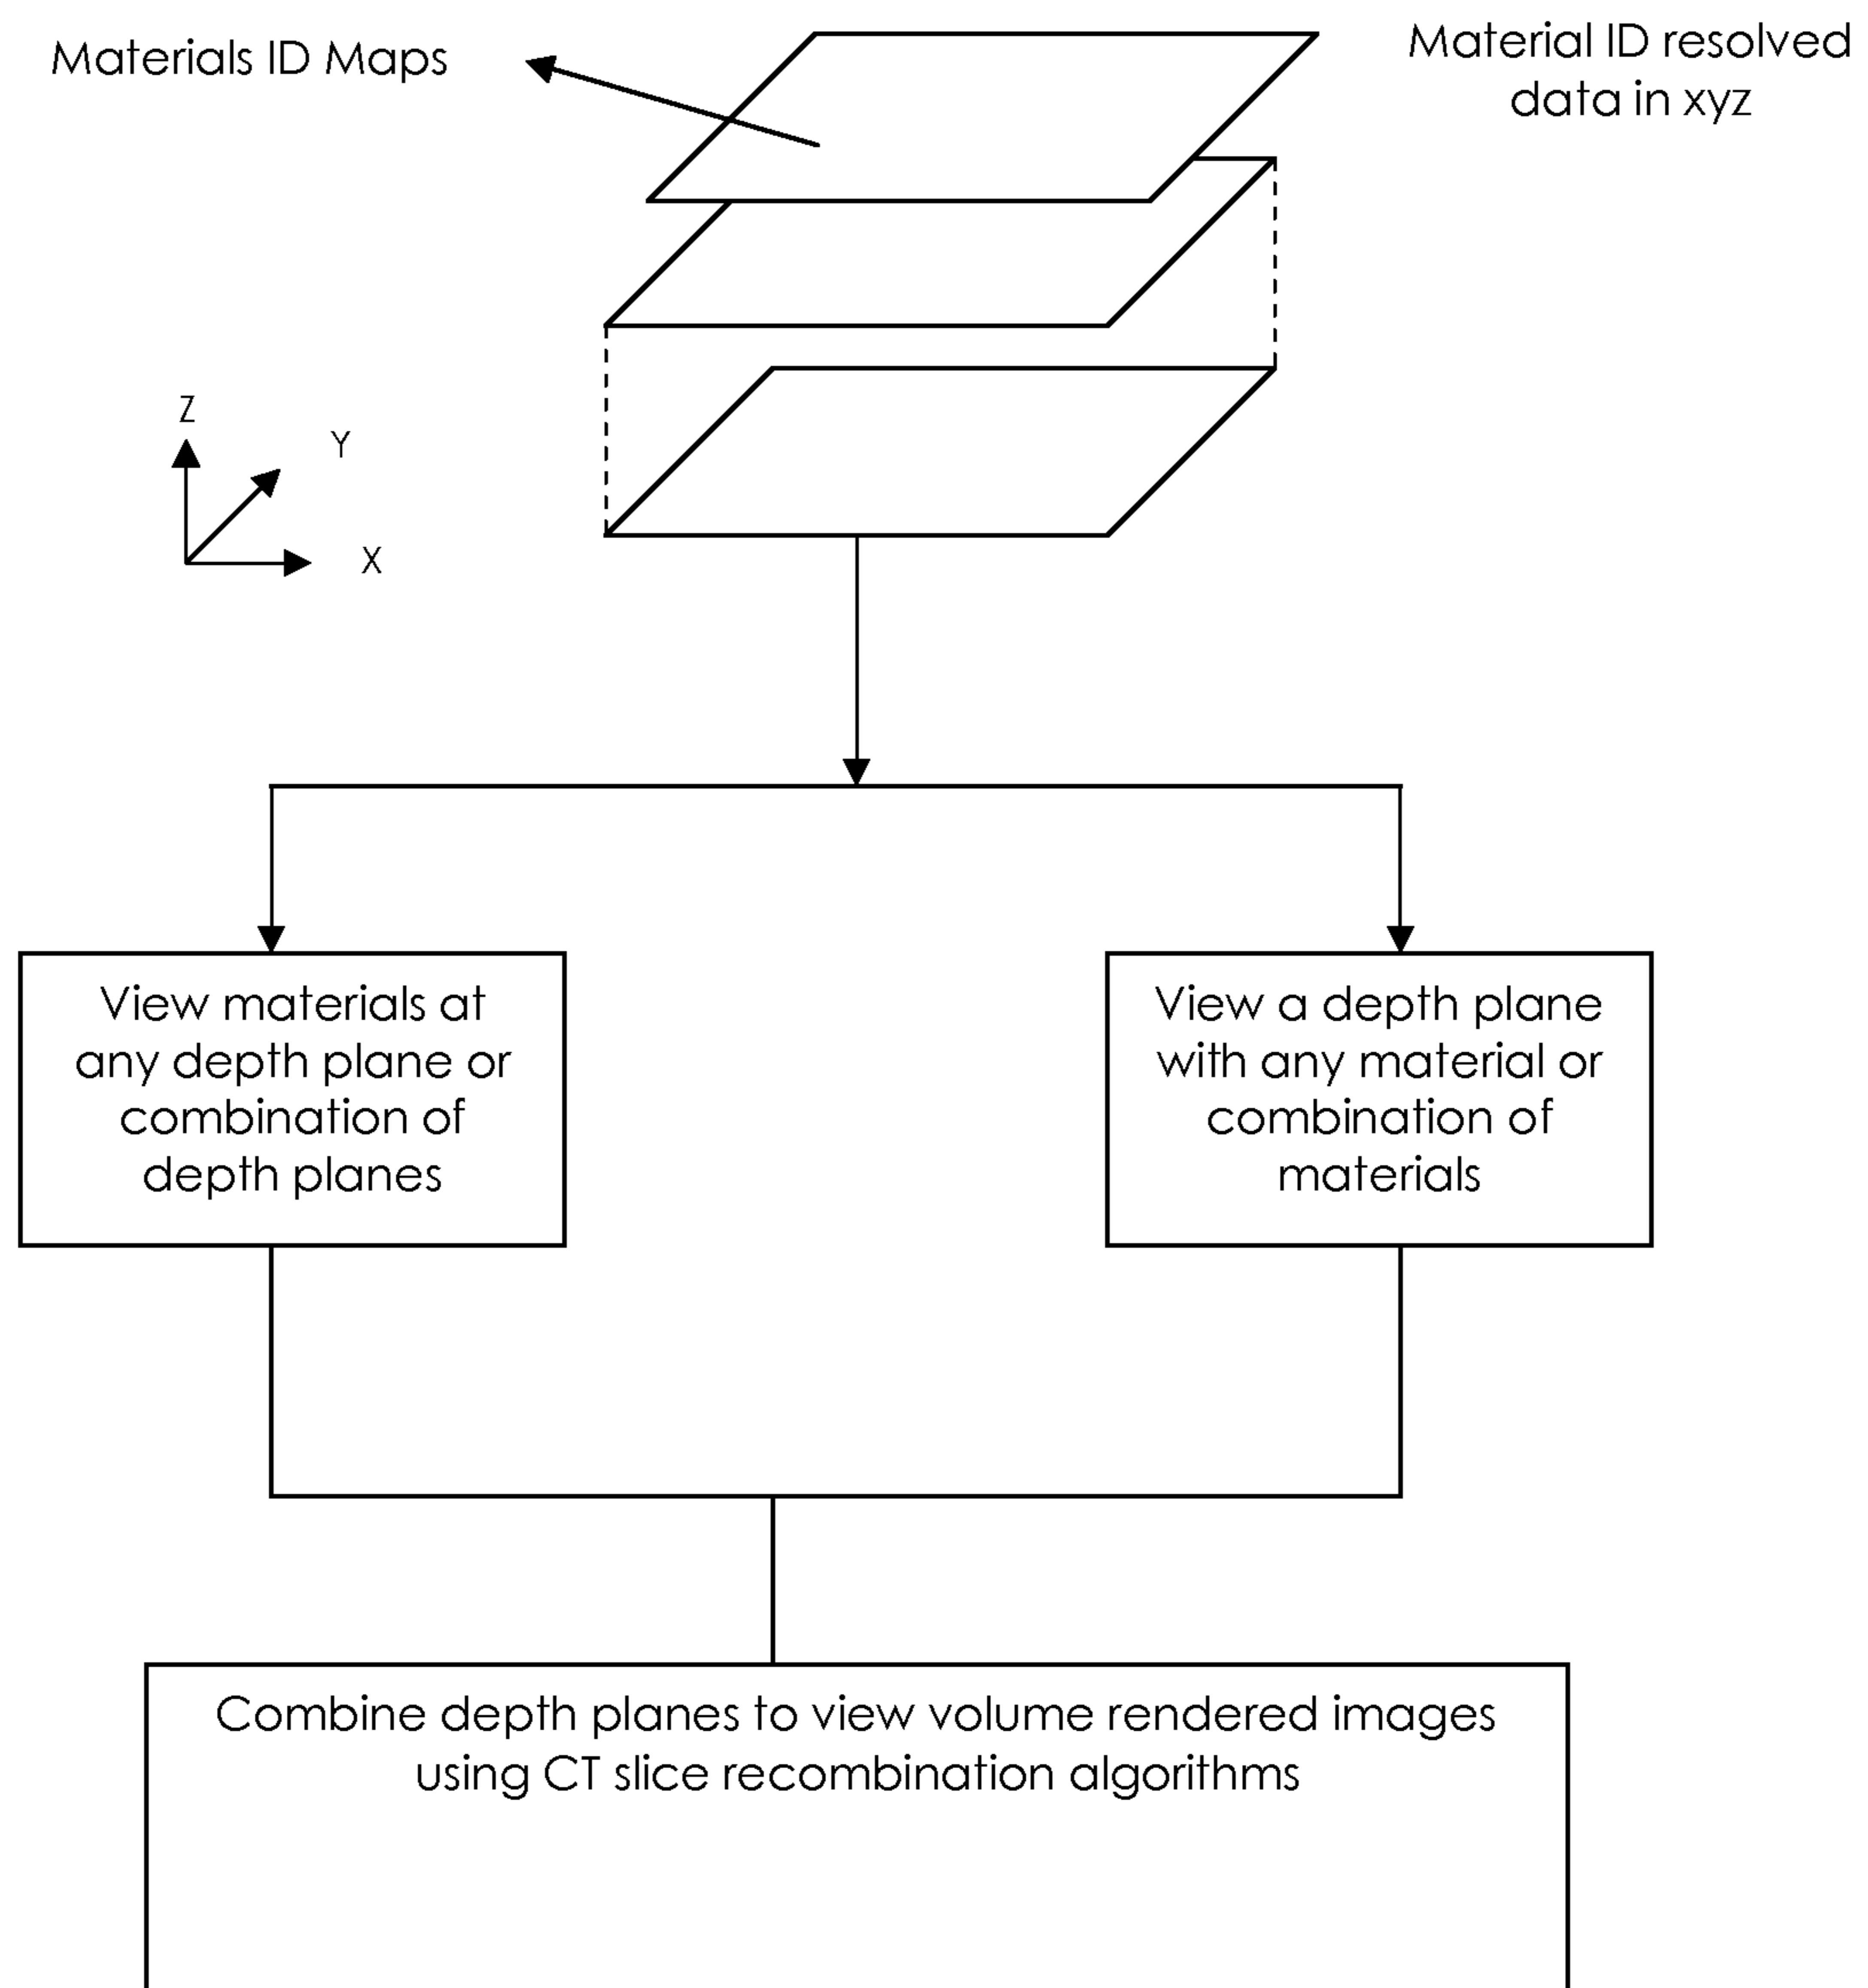 Materials ID Maps
Material ID resolved
data in xyz
Z
Y
X
View materials at
any depth plane or
combination of
depth planes
View a depth plane
with any material or
combination of
materials
Combine depth planes to view volume rendered images
using CT slice recombination algorithms